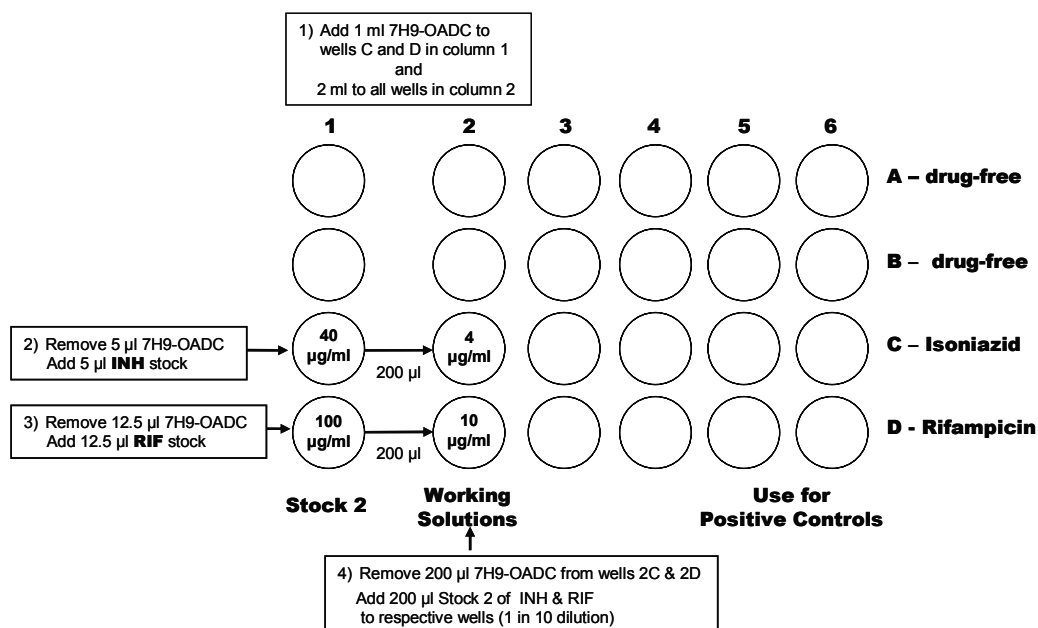 1) Add 1 ml 7H9-OADC to
wells C and D in column 1
and
2 ml to all wells in column 2
1 2 3 4 5 6
A – drug-free
B – drug-free
2) Remove 5 µl 7H9-OADC
Add 5 µl INH stock
40
µg/ml
200 µl
4
µg/ml
C – Isoniazid
3) Remove 12.5 µl 7H9-OADC
Add 12.5 µl RIF stock
100
µg/ml
200 µl
10
µg/ml
D - Rifampicin
Stock 2
Working
Solutions
Use for
Positive Controls
4) Remove 200 µl 7H9-OADC from wells 2C & 2D
Add 200 µl Stock 2 of INH & RIF
to respective wells (1 in 10 dilution)